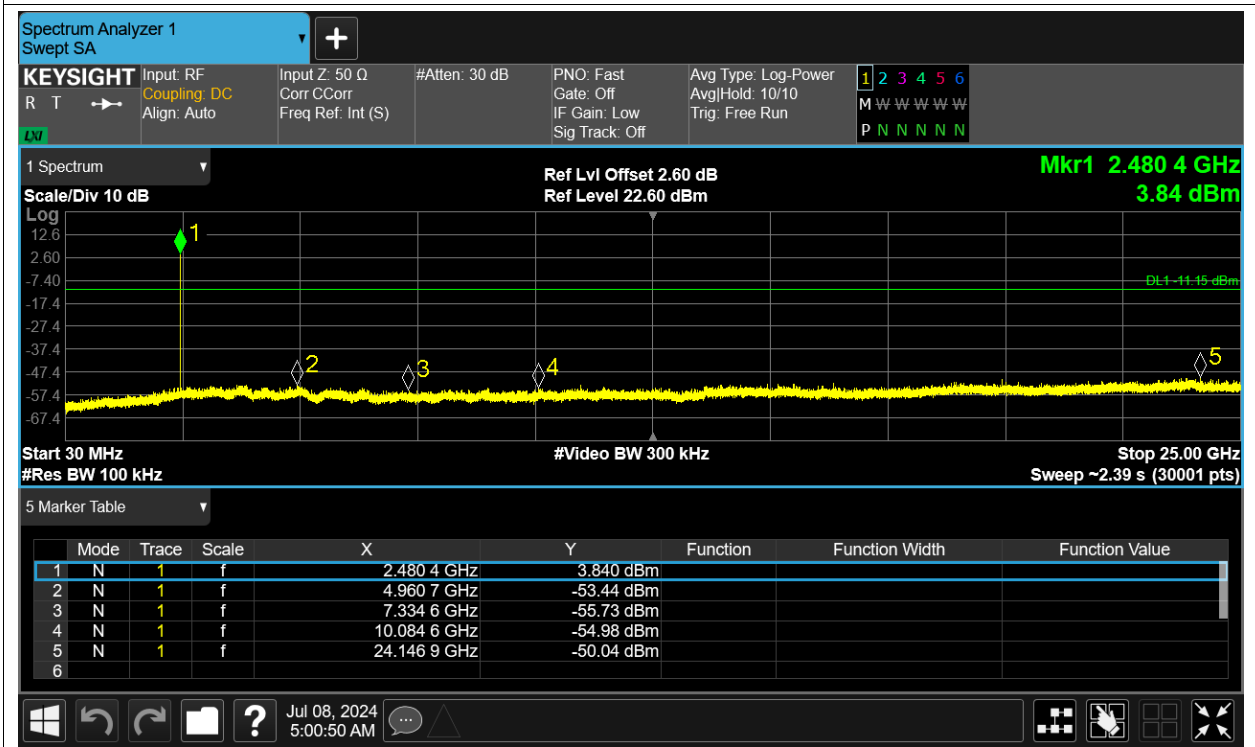 Spectrum Analyzer 1
Swept SA
KEYSIGHT
R T
LXI
Input: RF
Coupling: DC
Align: Auto
Input Z: 50 Ω
Corr CCorr
Freq Ref: Int (S)
#Atten: 30 dB
PNO: Fast
Gate: Off
IF Gain: Low
Sig Track: Off
Avg Type: Log-Power
Avg|Hold: 10/10
Trig: Free Run
1 2 3 4 5 6
M W W W W W
P N N N N N
1 Spectrum
Scale/Div 10 dB
Ref Lvl Offset 2.60 dB
Ref Level 22.60 dBm
Mkr1 2.480 4 GHz
3.84 dBm
Log
12.6
2.60
-7.40
-17.4
-27.4
-37.4
-47.4
-57.4
-67.4
1
DL1 -11.15 dBm
2
3
4
5
Start 30 MHz
#Video BW 300 kHz
Stop 25.00 GHz
#Res BW 100 kHz
Sweep ~2.39 s (30001 pts)
5 Marker Table
Mode Trace Scale X Y Function Function Width Function Value
1 N 1 f 2.480 4 GHz 3.840 dBm
2 N 1 f 4.960 7 GHz -53.44 dBm
3 N 1 f 7.334 6 GHz -55.73 dBm
4 N 1 f 10.084 6 GHz -54.98 dBm
5 N 1 f 24.146 9 GHz -50.04 dBm
6
?
Jul 08, 2024
5:00:50 AM